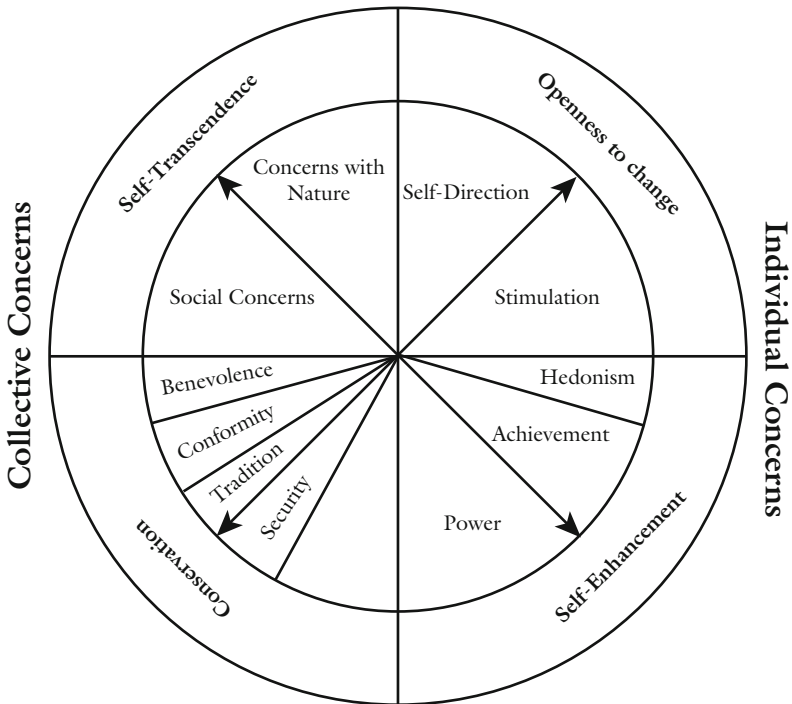 Self-Transcendence
Openness to change
Collective Concerns
Individual Concerns
Concerns with
Nature
Self-Direction
Social Concerns
Stimulation
Benevolence
Hedonism
Conformity
Achievement
Tradition
Security
Power
Conservation
Self-Enhancement